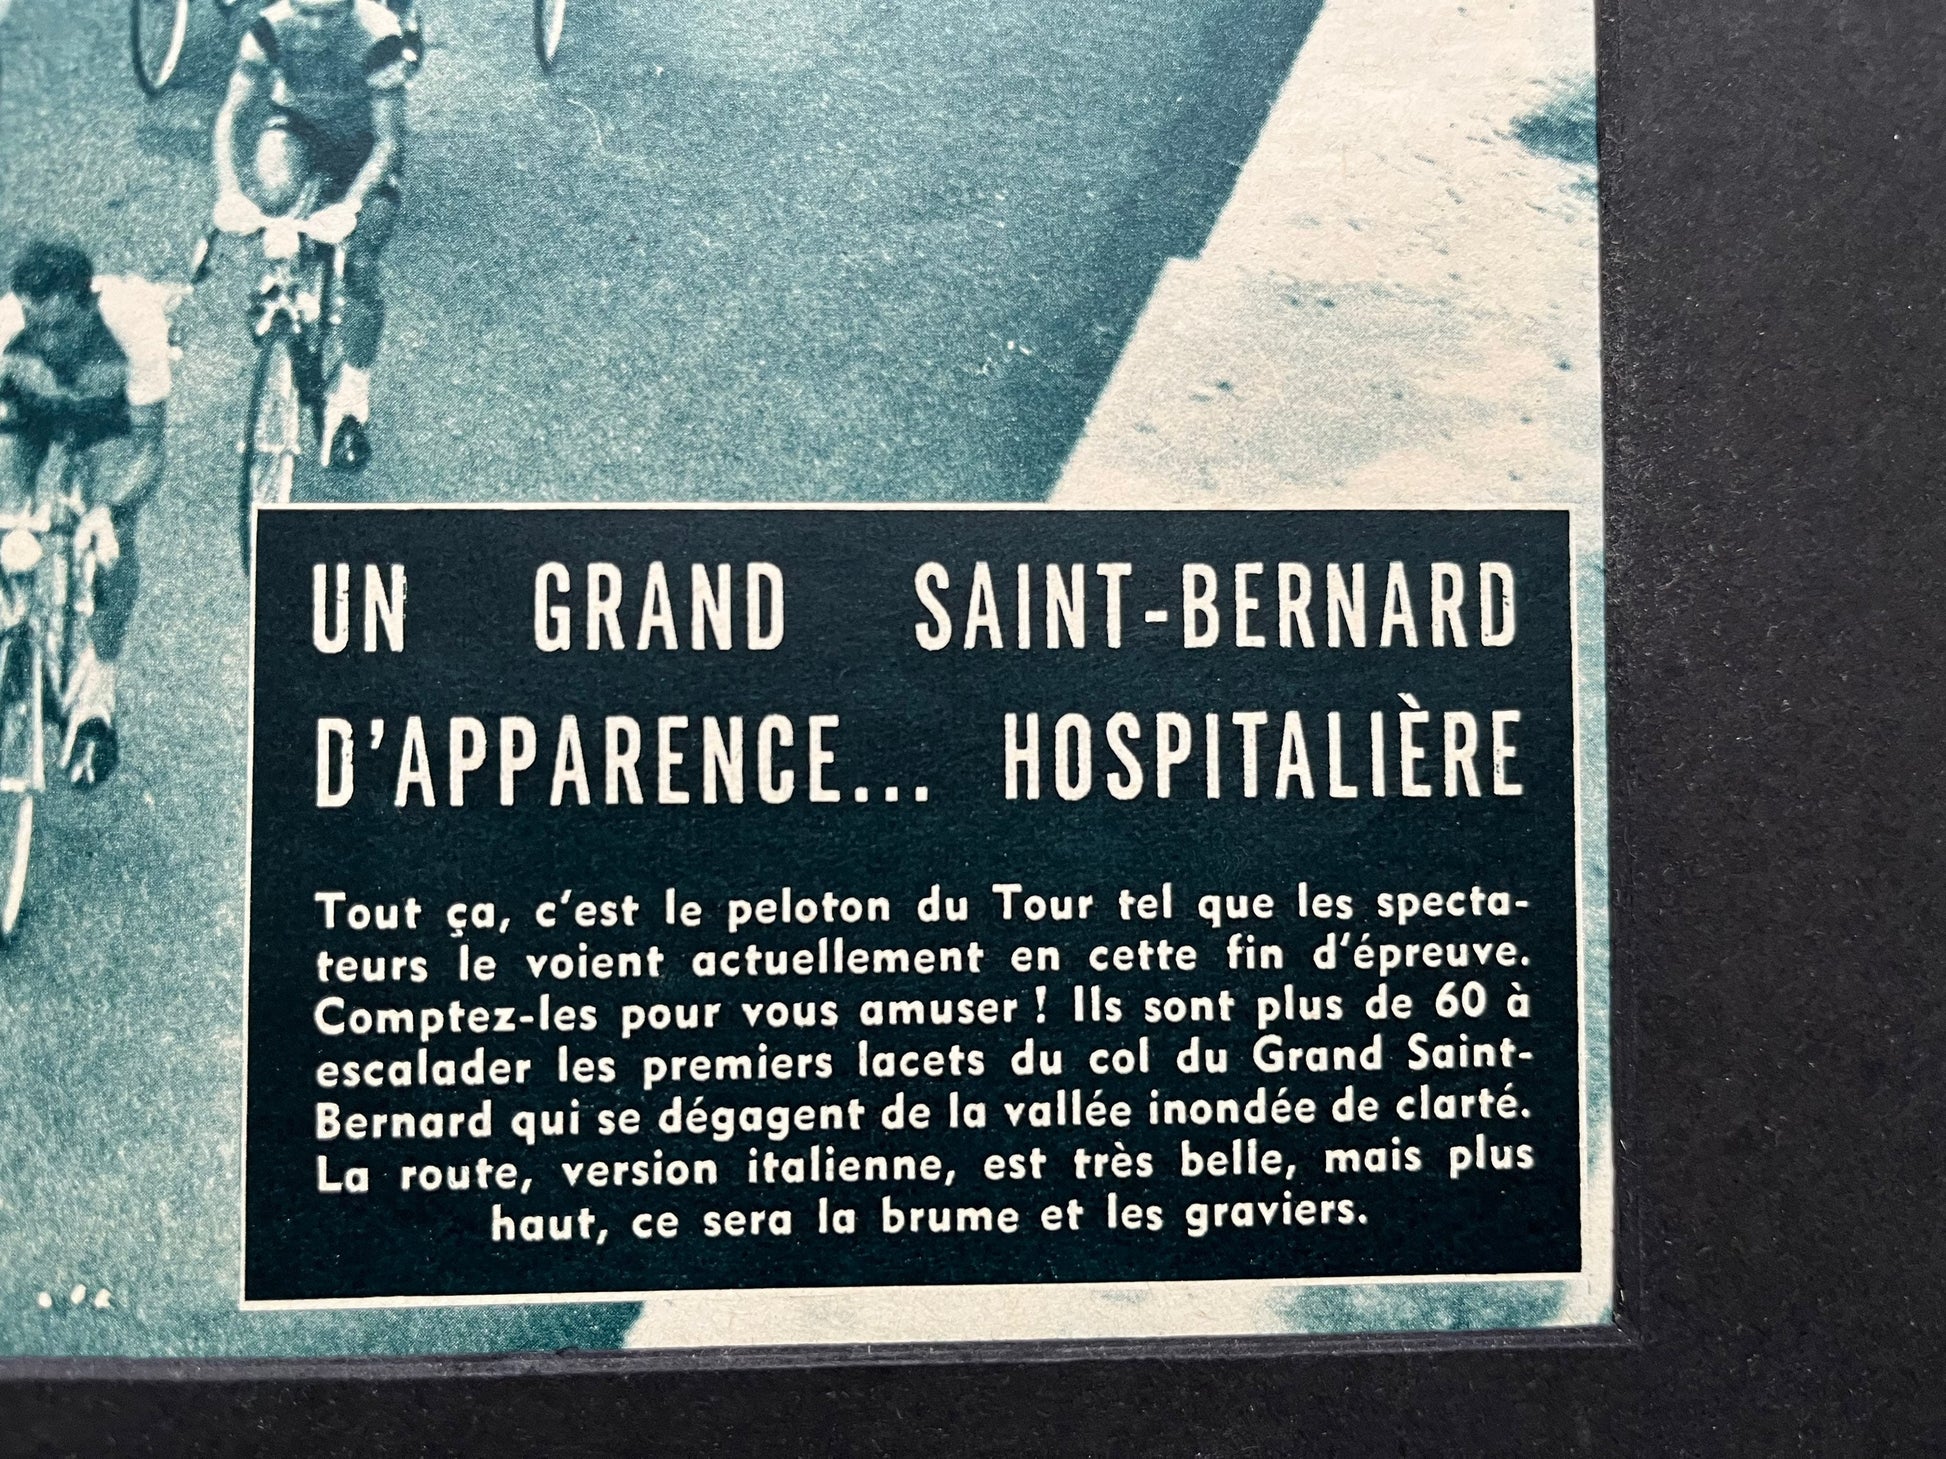 UN GRAND SAINT-BERNARD
D'APPARENCE... HOSPITALIÈRE
Tout ça, c'est le peloton du Tour tel que les specta-
teurs le voient actuellement en cette fin d'épreuve.
Comptez-les pour vous amuser ! Ils sont plus de 60 à
escalader les premiers lacets du col du Grand Saint-
Bernard qui se dégagent de la vallée inondée de clarté.
La route, version italienne, est très belle, mais plus
haut, ce sera la brume et les graviers.